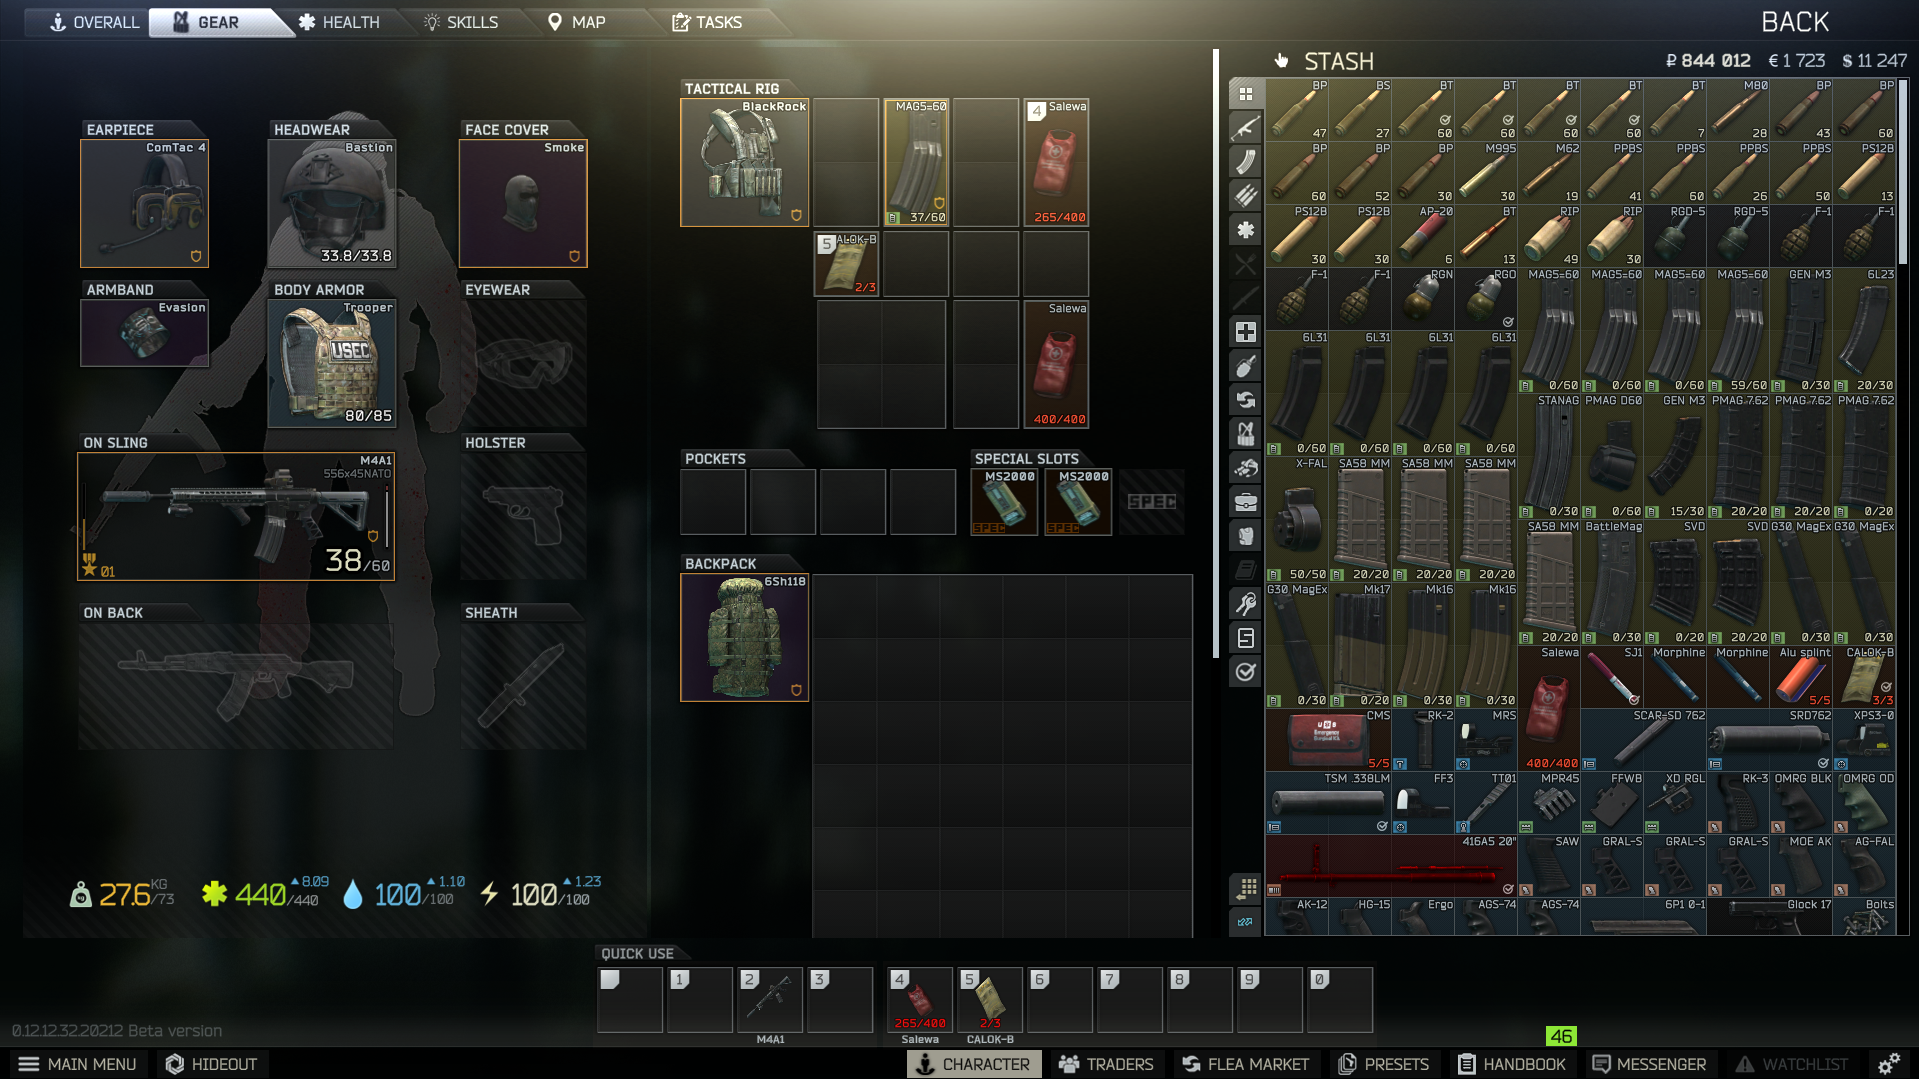 OVERALL GEAR HEALTH SKILLS MAP TASKS BACK
STASH ₽ 844 012 € 1 723 $ 11 247
EARPIECE HEADWEAR FACE COVER
ComTac 4 Bastion Smoke
33.8/33.8
ARMBAND BODY ARMOR EYEWEAR
Evasion Trooper
USEC
80/85
ON SLING HOLSTER
M4A1
556x45NATO
38/60
01
ON BACK SHEATH
27.6 KG /73 440 8.09 /440 100 1.10 /100 100 1.23 /100
TACTICAL RIG
BlackRock MAG5-60 4 Salewa
37/60 265/400
5 ALOK-B
2/3
Salewa
400/400
POCKETS SPECIAL SLOTS
MS2000 MS2000
SPEC SPEC SPEC
BACKPACK
6Sh118
BP BS BT BT BT BT BT M80 BP BP
47 27 60 60 60 60 7 28 43 60
BP BP BP M995 M62 PPBS PPBS PPBS PPBS PS12B
60 52 30 30 19 41 60 26 50 13
PS12B PS12B AP-20 BT RIP RIP RGD-5 RGD-5 F-1 F-1
30 30 6 13 49 30
F-1 F-1 RGN RGO MAG5-60 MAG5-60 MAG5-60 MAG5-60 GEN M3 6L23
6L31 6L31 6L31 6L31
0/60 0/60 0/60 59/60 0/30 20/30
STANAG PMAG D60 GEN M3 PMAG 7.62 PMAG 7.62 PMAG 7.62
0/60 0/60 0/60 0/60
X-FAL SA58 MM SA58 MM SA58 MM
0/30 0/60 15/30 20/20 20/20 0/20
SA58 MM BattleMag SVD SVD G30 MagEx G30 MagEx
50/50 20/20 20/20 20/20
G30 MagEx Mk17 Mk16 Mk16
20/20 0/30 0/20 20/20 0/30 0/30
Salewa SJ1 Morphine Morphine Alu splint CALOK-B
0/30 0/20 0/30 0/30 5/5 3/3
CMS RK-2 MRS SCAR-SD 762 SRD762 XPS3-0
5/5 400/400
TSM .338LM FF3 TT01 MPR45 FFWB XD RGL RK-3 OMRG BLK OMRG OD
416A5 20" SAW GRAL-S GRAL-S MOE AK AG-FAL
AK-12 HG-15 Ergo AGS-74 AGS-74 6P1 0-1 Glock 17 Bolts
QUICK USE
1 2 3 4 5 6 7 8 9 0
265/400 2/3
M4A1 Salewa CALOK-B
0.12.12.32.20212 Beta version
46
MAIN MENU HIDEOUT CHARACTER TRADERS FLEA MARKET PRESETS HANDBOOK MESSENGER WATCHLIST